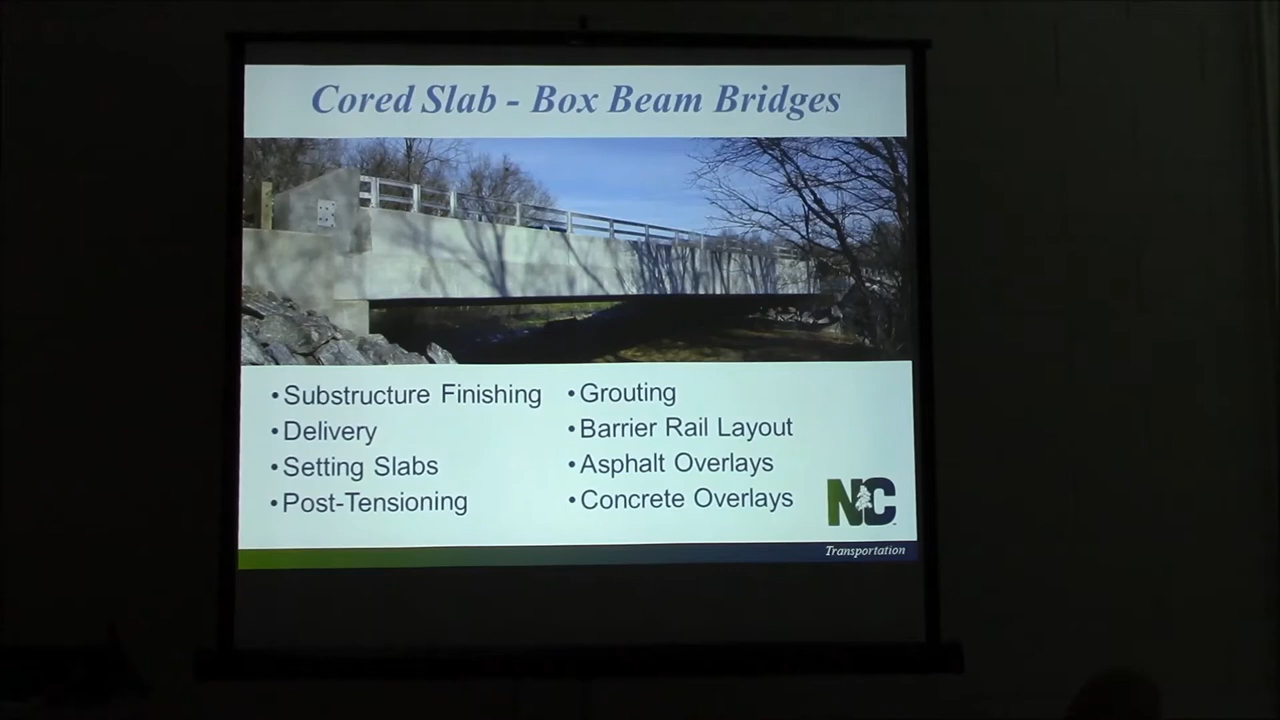 Cored Slab - Box Beam Bridges
• Substructure Finishing
• Delivery
• Setting Slabs
• Post-Tensioning
• Grouting
• Barrier Rail Layout
• Asphalt Overlays
• Concrete Overlays
NC
Transportation